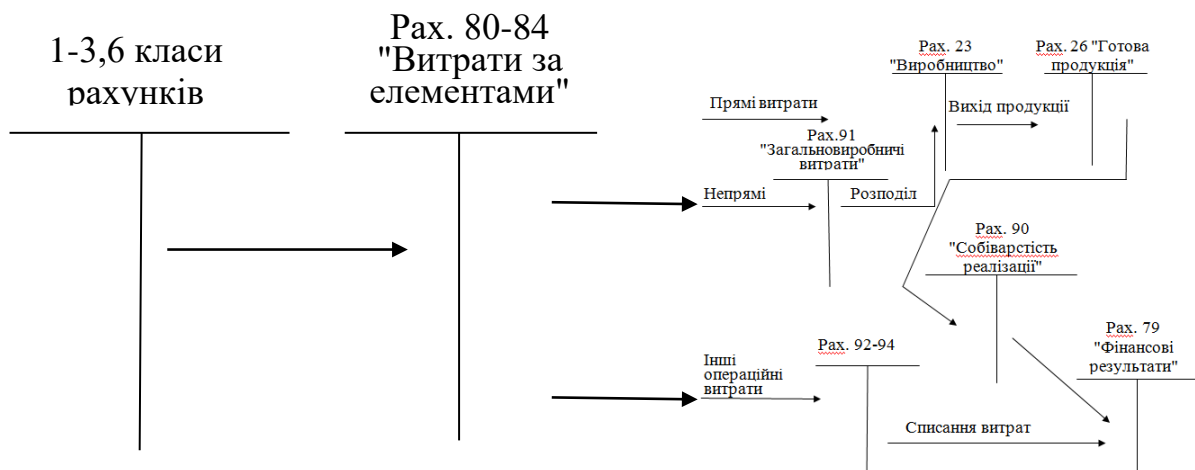 1-3,6 класи
рахунків
Рах. 80-84
"Витрати за
елементами"
Рах. 23
"Виробництво"
Рах. 26 "Готова
продукція"
Прямі витрати
Вихід продукції
Рах.91
"Загальновиробничі
витрати"
Непрямі
Розподіл
Рах. 90
"Собіварстість
реалізації"
Рах. 92-94
Рах. 79
"Фінансові
результати"
Інші
операційні
витрати
Списання витрат